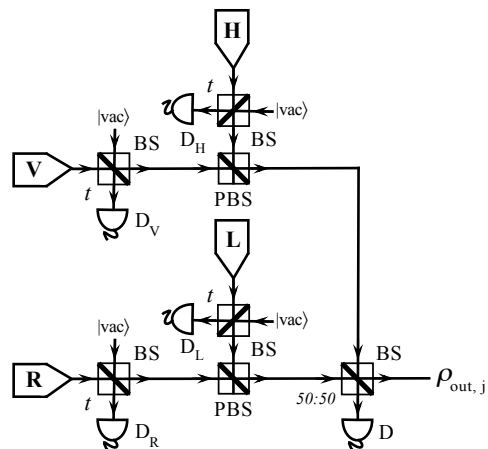 H
t
|vac⟩ |vac⟩
BS D_H BS
V
t PBS
D_V
L
t
|vac⟩ |vac⟩
BS D_L BS BS
R ρ_out, j
t PBS 50:50 D
D_R